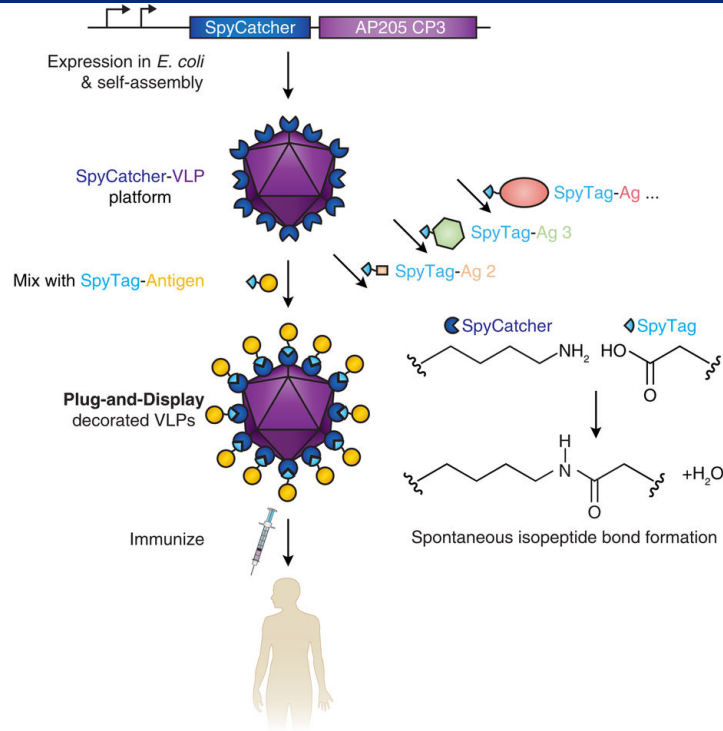 SpyCatcher
AP205 CP3
Expression in E. coli
& self-assembly
SpyCatcher-VLP
platform
SpyTag-Ag ...
SpyTag-Ag 3
SpyTag-Ag 2
Mix with SpyTag-Antigen
SpyCatcher
SpyTag
NH2
HO
O
Plug-and-Display
decorated VLPs
H
N
O
+H2O
Spontaneous isopeptide bond formation
Immunize